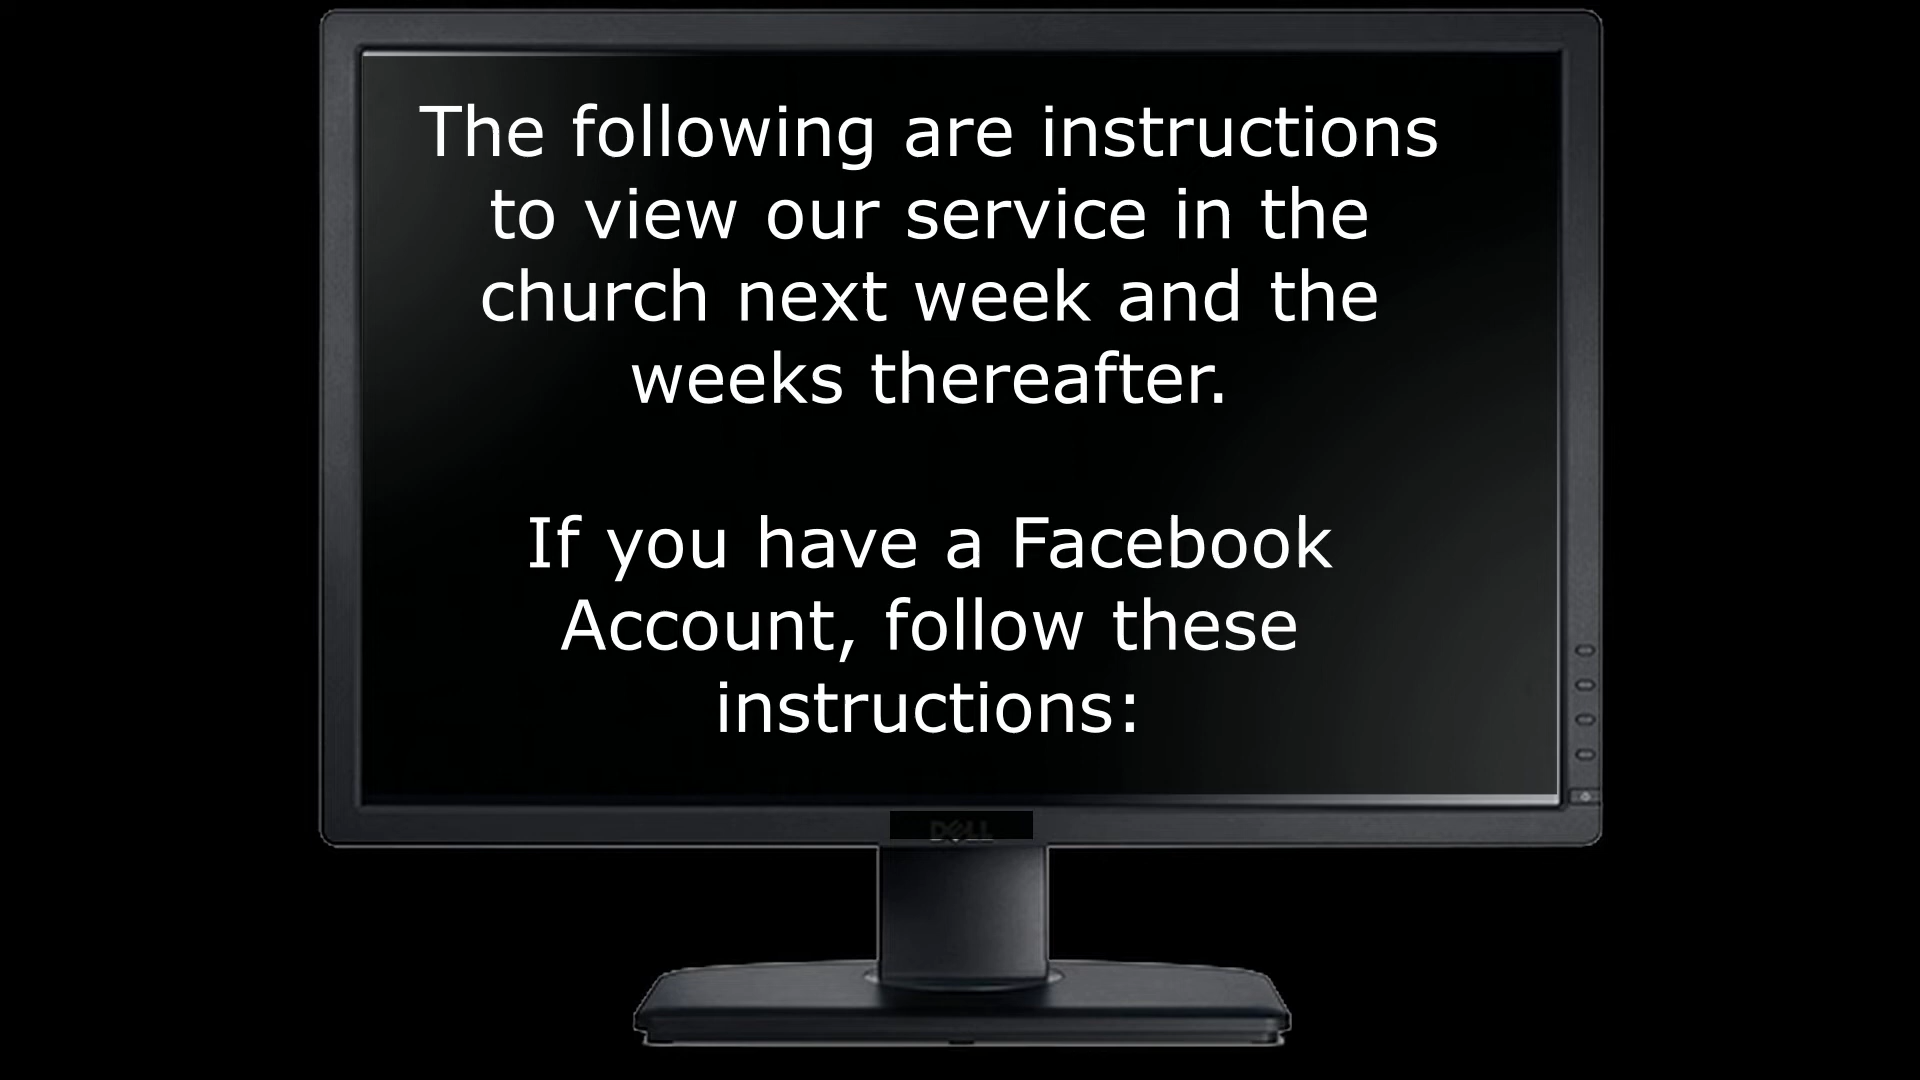 The following are instructions
to view our service in the
church next week and the
weeks thereafter.
If you have a Facebook
Account, follow these
instructions:
DELL